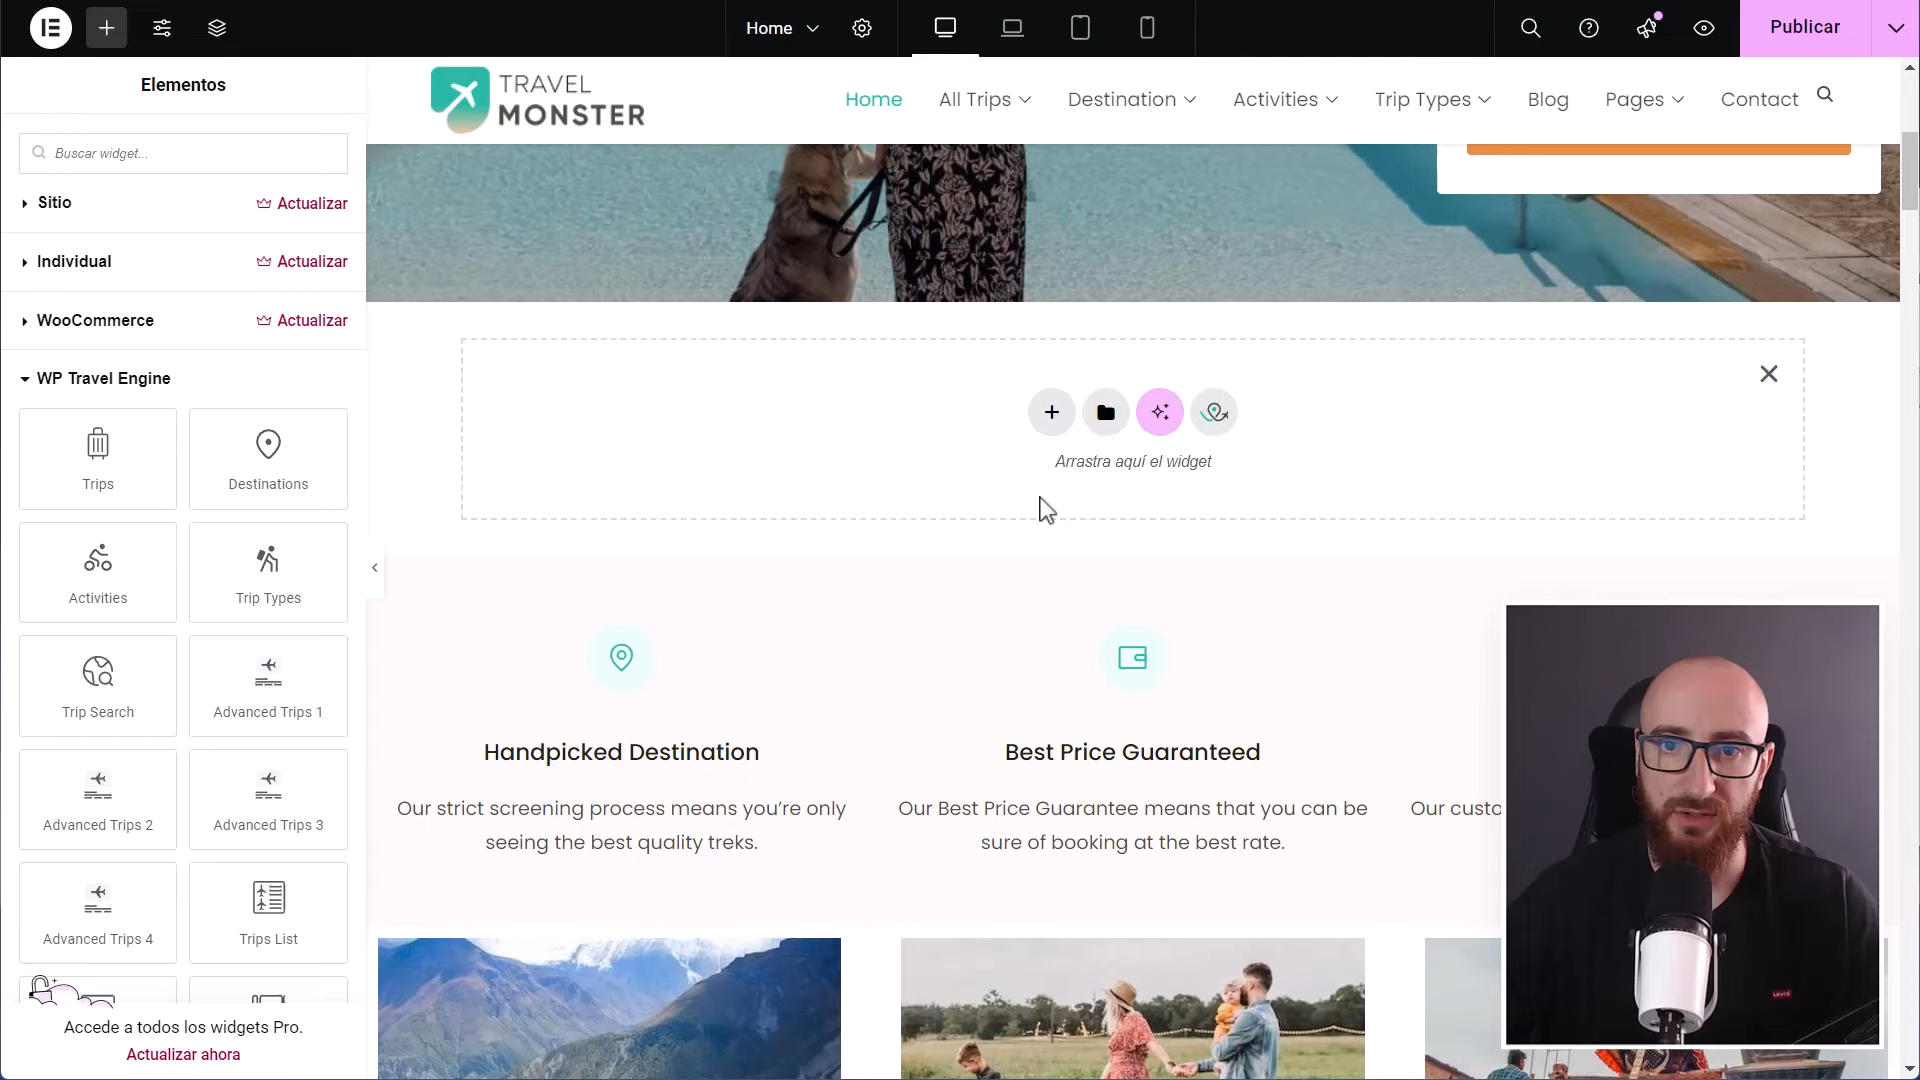 Home
Publicar
Elementos
Buscar widget...
Sitio
Actualizar
Individual
Actualizar
WooCommerce
Actualizar
WP Travel Engine
Trips
Destinations
Activities
Trip Types
Trip Search
Advanced Trips 1
Advanced Trips 2
Advanced Trips 3
Advanced Trips 4
Trips List
Accede a todos los widgets Pro.
Actualizar ahora
TRAVEL
MONSTER
Home
All Trips
Destination
Activities
Trip Types
Blog
Pages
Contact
Arrastra aquí el widget
Handpicked Destination
Our strict screening process means you’re only
seeing the best quality treks.
Best Price Guaranteed
Our Best Price Guarantee means that you can be
sure of booking at the best rate.
Our custo
Levi's